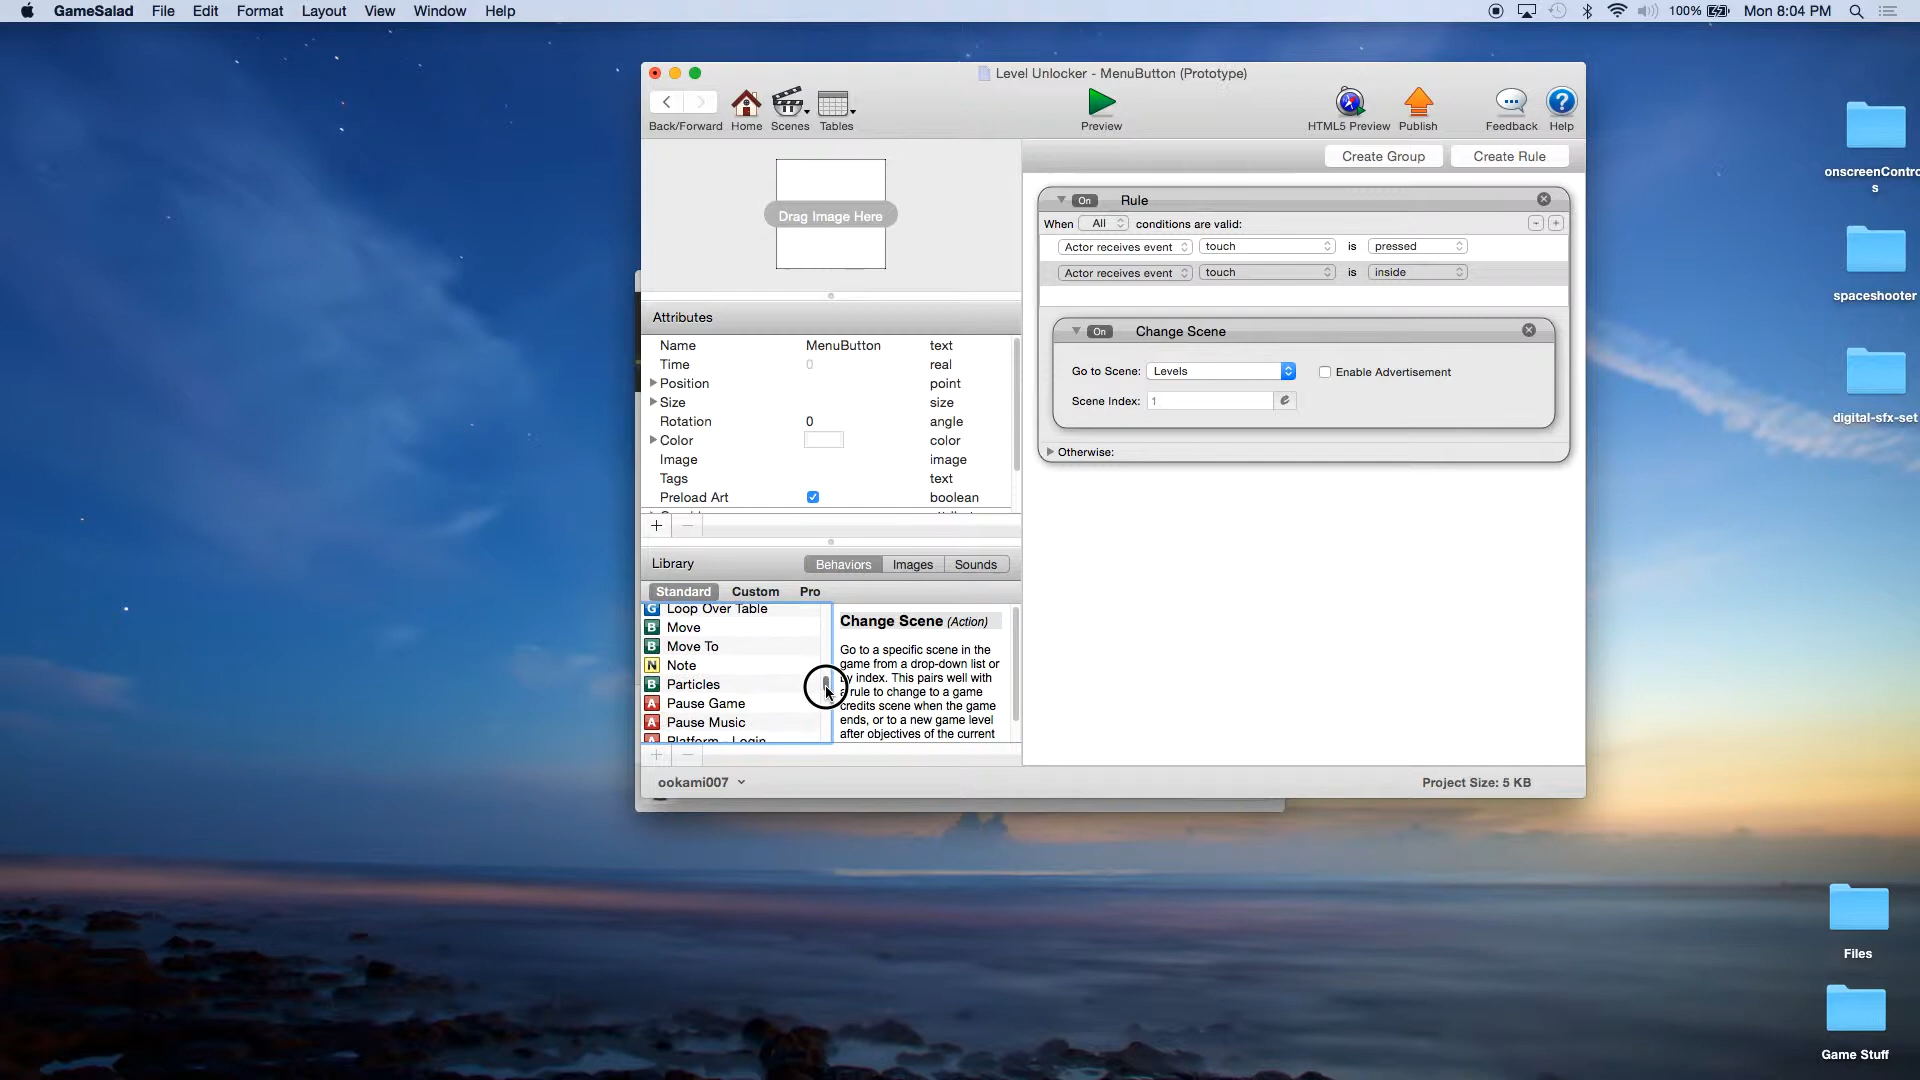 GameSalad File Edit Format Layout View Window Help
100% Mon 8:04 PM
Level Unlocker - MenuButton (Prototype)
Back/Forward Home Scenes Tables Preview HTML5 Preview Publish Feedback Help
Create Group Create Rule
Drag Image Here
On Rule
When All conditions are valid:
Actor receives event touch is pressed
Actor receives event touch is inside
On Change Scene
Go to Scene: Levels Enable Advertisement
Scene Index: 1
Otherwise:
Attributes
Name MenuButton text
Time 0 real
Position point
Size size
Rotation 0 angle
Color color
Image image
Tags text
Preload Art boolean
Library Behaviors Images Sounds
Standard Custom Pro
Loop Over Table
Move
Move To
Note
Particles
Pause Game
Pause Music
Platform - Login
Change Scene (Action)
Go to a specific scene in the
game from a drop-down list or
by index. This pairs well with
a rule to change to a game
credits scene when the game
ends, or to a new game level
after objectives of the current
ookami007
Project Size: 5 KB
onscreenContro
s
spaceshooter
digital-sfx-set
Files
Game Stuff